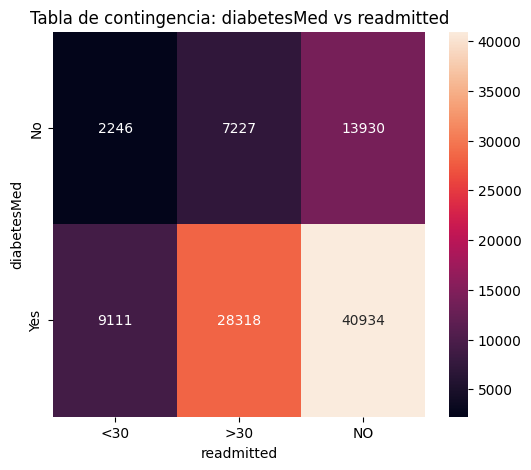 Tabla de contingencia: diabetesMed vs readmitted
diabetesMed
No
2246 7227 13930
Yes
9111 28318 40934
<30 >30 NO
readmitted
40000
35000
30000
25000
20000
15000
10000
5000